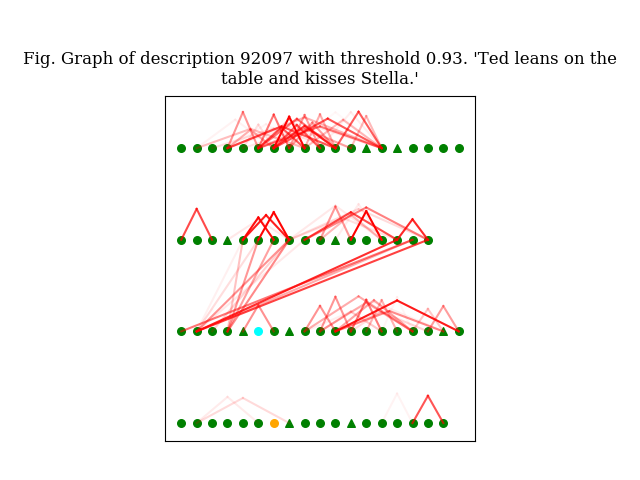 Fig. Graph of description 92097 with threshold 0.93. 'Ted leans on the
table and kisses Stella.'